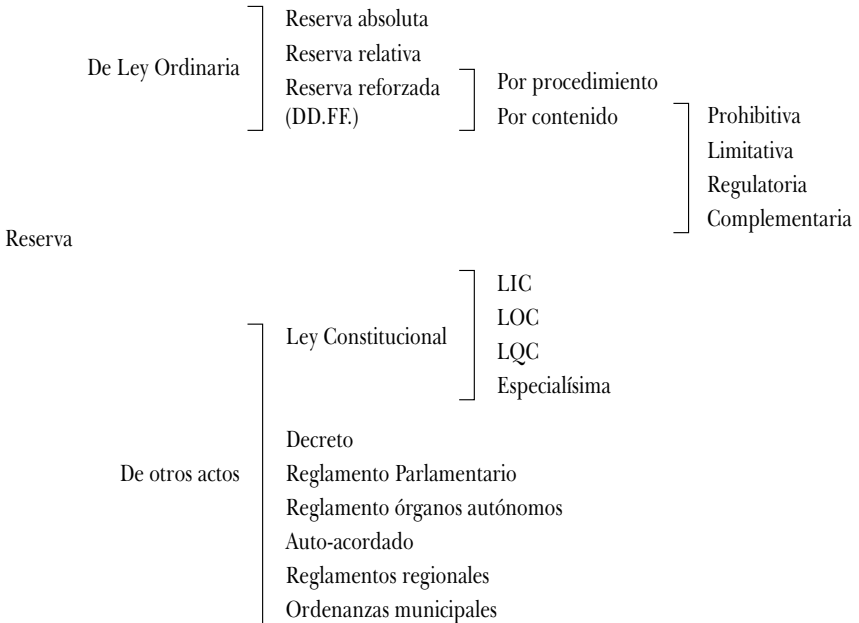 Reserva
De Ley Ordinaria
Reserva absoluta
Reserva relativa
Reserva reforzada
(DD.FF.)
Por procedimiento
Por contenido
Prohibitiva
Limitativa
Regulatoria
Complementaria
De otros actos
Ley Constitucional
LIC
LOC
LQC
Especialísima
Decreto
Reglamento Parlamentario
Reglamento órganos autónomos
Auto-acordado
Reglamentos regionales
Ordenanzas municipales